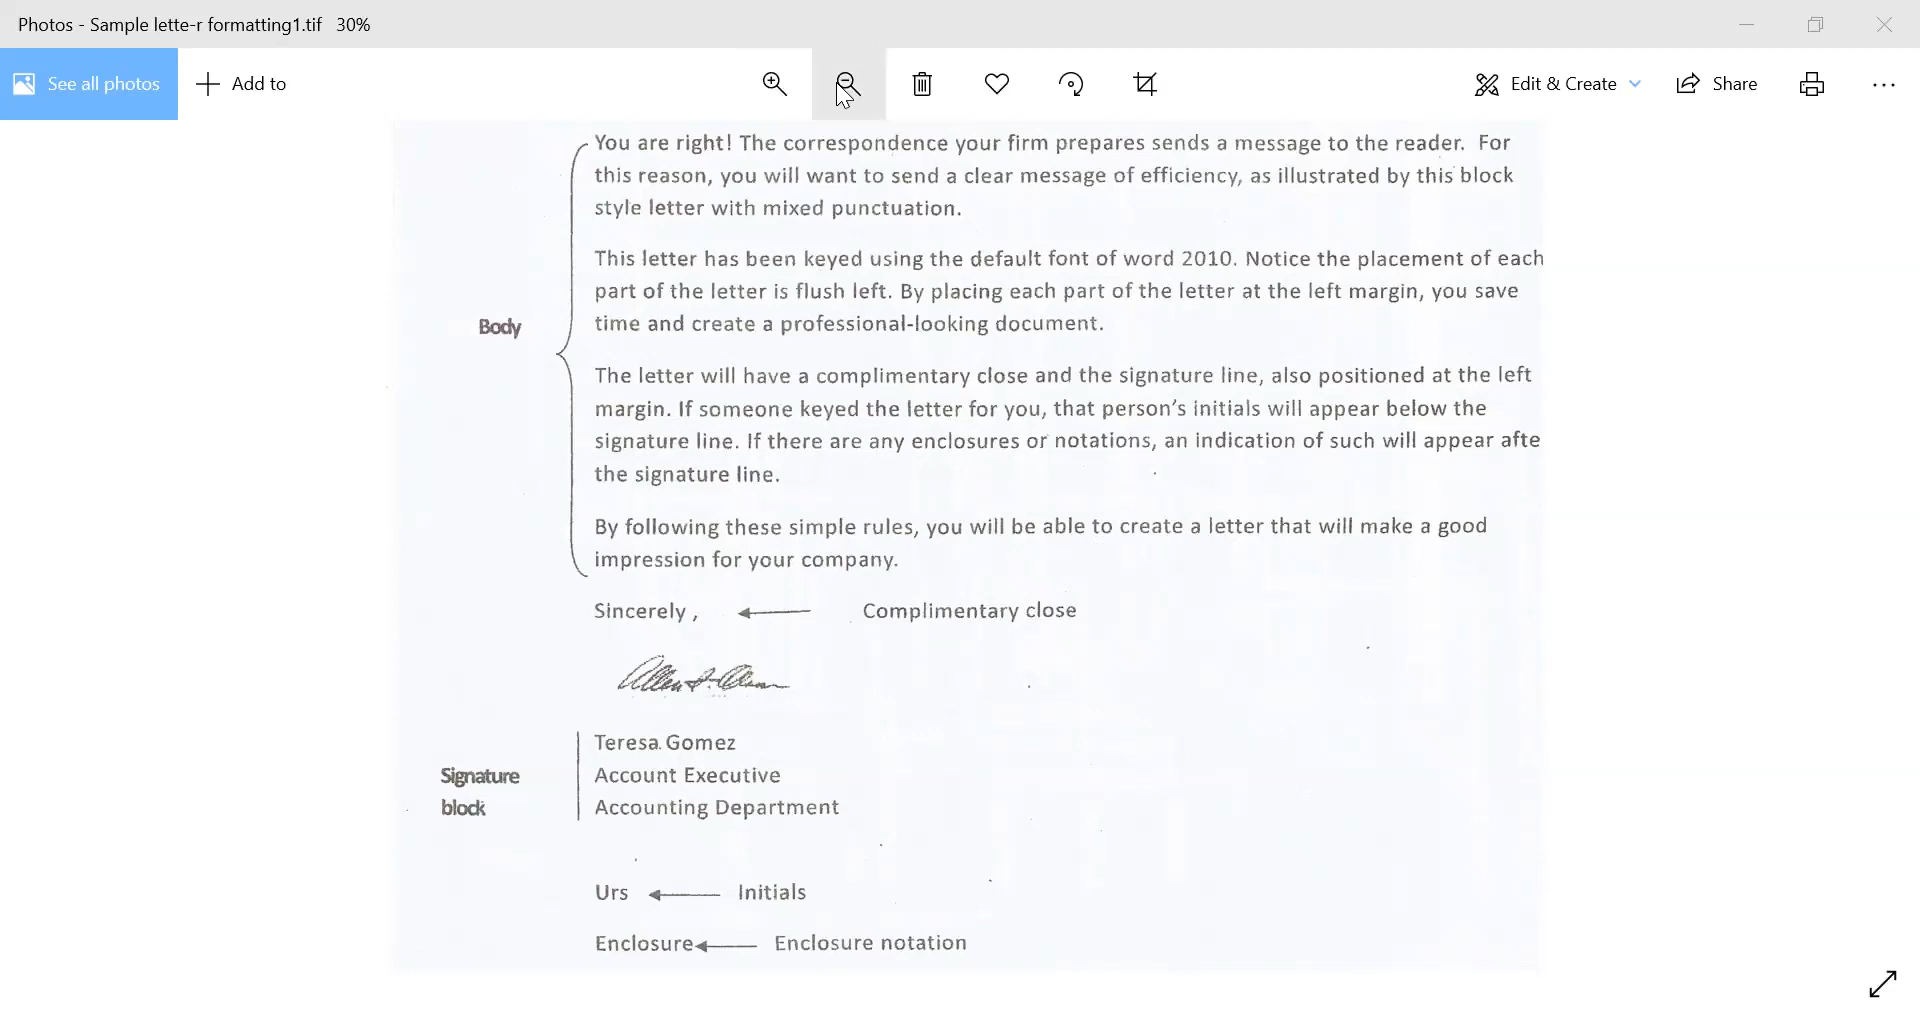 Photos - Sample lette-r formatting1.tif 30%
See all photos
Add to
Edit & Create
Share
You are right! The correspondence your firm prepares sends a message to the reader. For
this reason, you will want to send a clear message of efficiency, as illustrated by this block
style letter with mixed punctuation.
This letter has been keyed using the default font of word 2010. Notice the placement of each
part of the letter is flush left. By placing each part of the letter at the left margin, you save
time and create a professional-looking document.
Body
The letter will have a complimentary close and the signature line, also positioned at the left
margin. If someone keyed the letter for you, that person's initials will appear below the
signature line. If there are any enclosures or notations, an indication of such will appear afte
the signature line.
By following these simple rules, you will be able to create a letter that will make a good
impression for your company.
Sincerely , Complimentary close
Teresa Gomez
Account Executive
Accounting Department
Signature
block
Urs Initials
Enclosure Enclosure notation